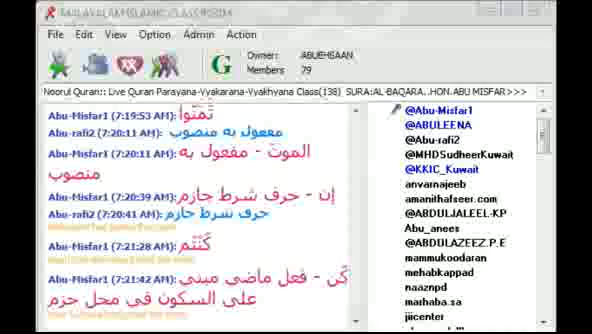 MALAYALAM ISLAMIC CLASS ROOM
File Edit View Option Admin Action
Owner: ABUEHSAAN
Members 79
Noorul Quran:: Live Quran Parayana-Vyakarana-Vyakhyana Class(138) SURA:AL-BAQARA..HON.ABU MISFAR >>>
Abu-Misfar1 (7:19:53 AM): تَمَنَّوُا
Abu-rafi2 (7:20:11 AM): مفعول به منصوب
Abu-Misfar1 (7:20:11 AM): الموتَ - مفعول به
منصوب
Abu-Misfar1 (7:20:39 AM): إن - حرف شرط جازم
Abu-rafi2 (7:20:41 AM): حرف شرط جازم
Abu-Misfar1 (7:21:28 AM): كُنْتُم
Abu-Misfar1 (7:21:42 AM): كُن - فعل ماضي مبني
على السكون في محل جزم
@Abu-Misfar1
@ABULEENA
@Abu-rafi2
@MHDSudheerKuwait
@KKIC_Kuwait
anvarnajeeb
amanithafseer.com
@ABDULJALEEL-KP
Abu_anees
@ABDULAZEEZ.P.E
mammukoodaran
mehabkappad
naaznpd
marhaba.sa
jiicenter